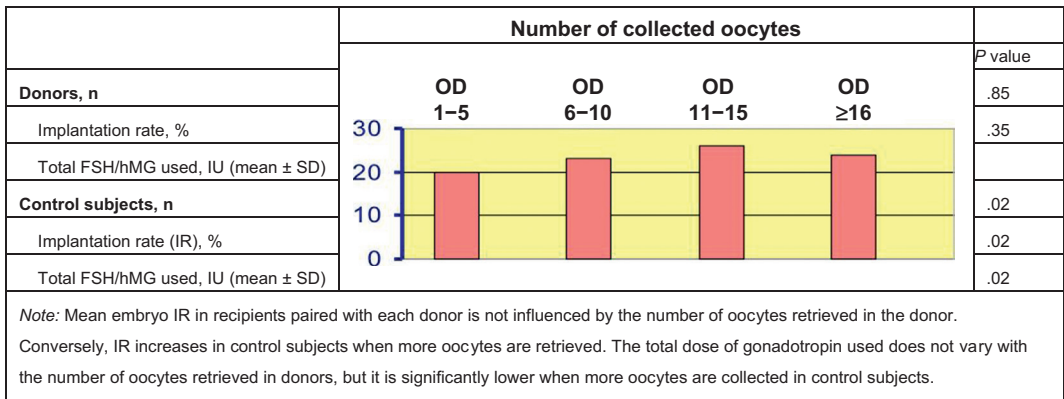 Number of collected oocytes
P value
Donors, n
OD OD OD OD
1–5 6–10 11–15 ≥16
.85
Implantation rate, %
.35
Total FSH/hMG used, IU (mean ± SD)
Control subjects, n
.02
Implantation rate (IR), %
.02
Total FSH/hMG used, IU (mean ± SD)
.02
30
20
10
0
Note: Mean embryo IR in recipients paired with each donor is not influenced by the number of oocytes retrieved in the donor.
Conversely, IR increases in control subjects when more oocytes are retrieved. The total dose of gonadotropin used does not vary with
the number of oocytes retrieved in donors, but it is significantly lower when more oocytes are collected in control subjects.